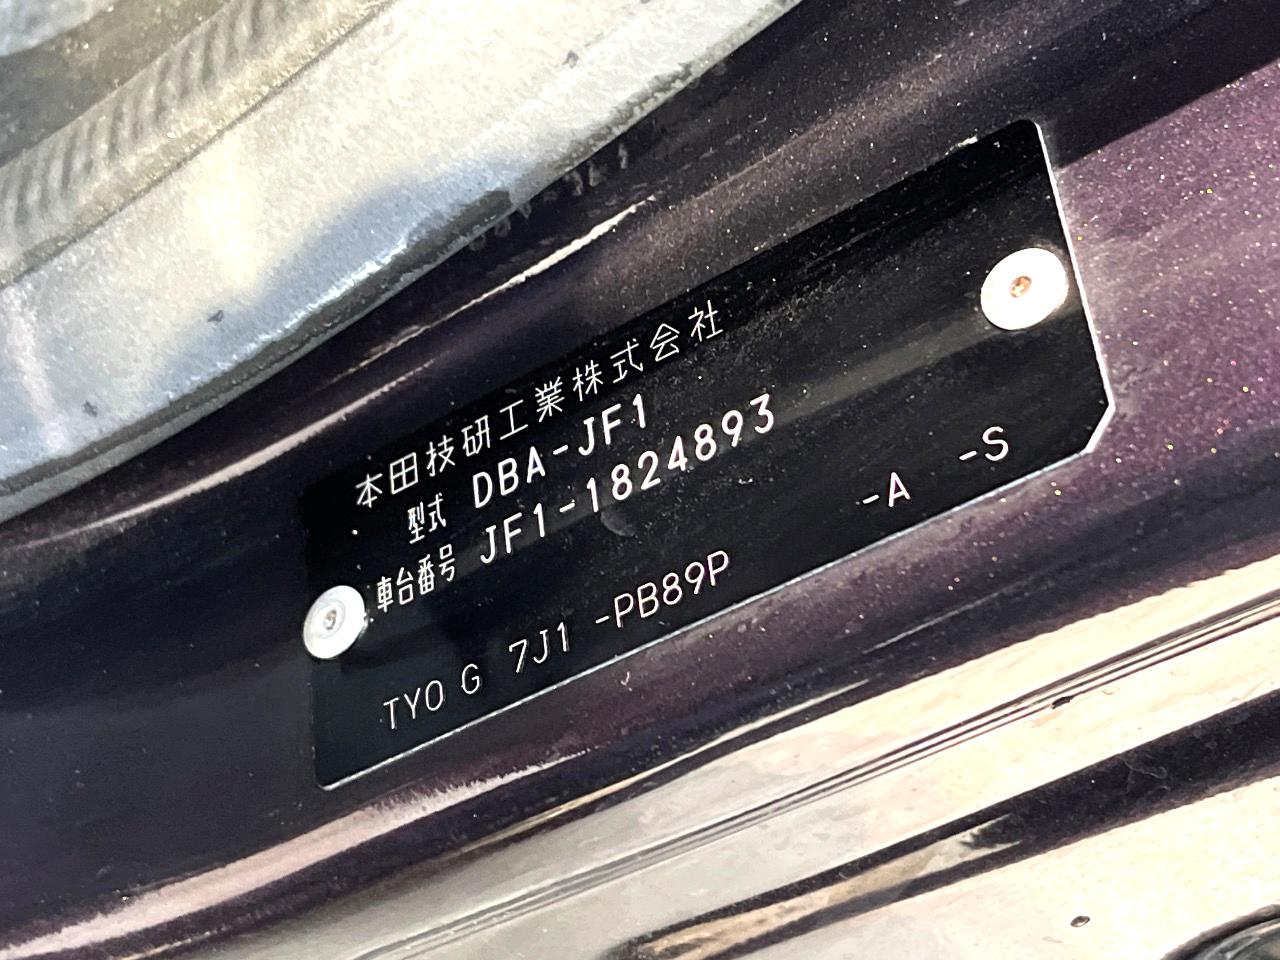 本田技研工業株式会社
型式 DBA-JF1
車台番号 JF1-1824893
-A -S
TYO G 7J1 -PB89P